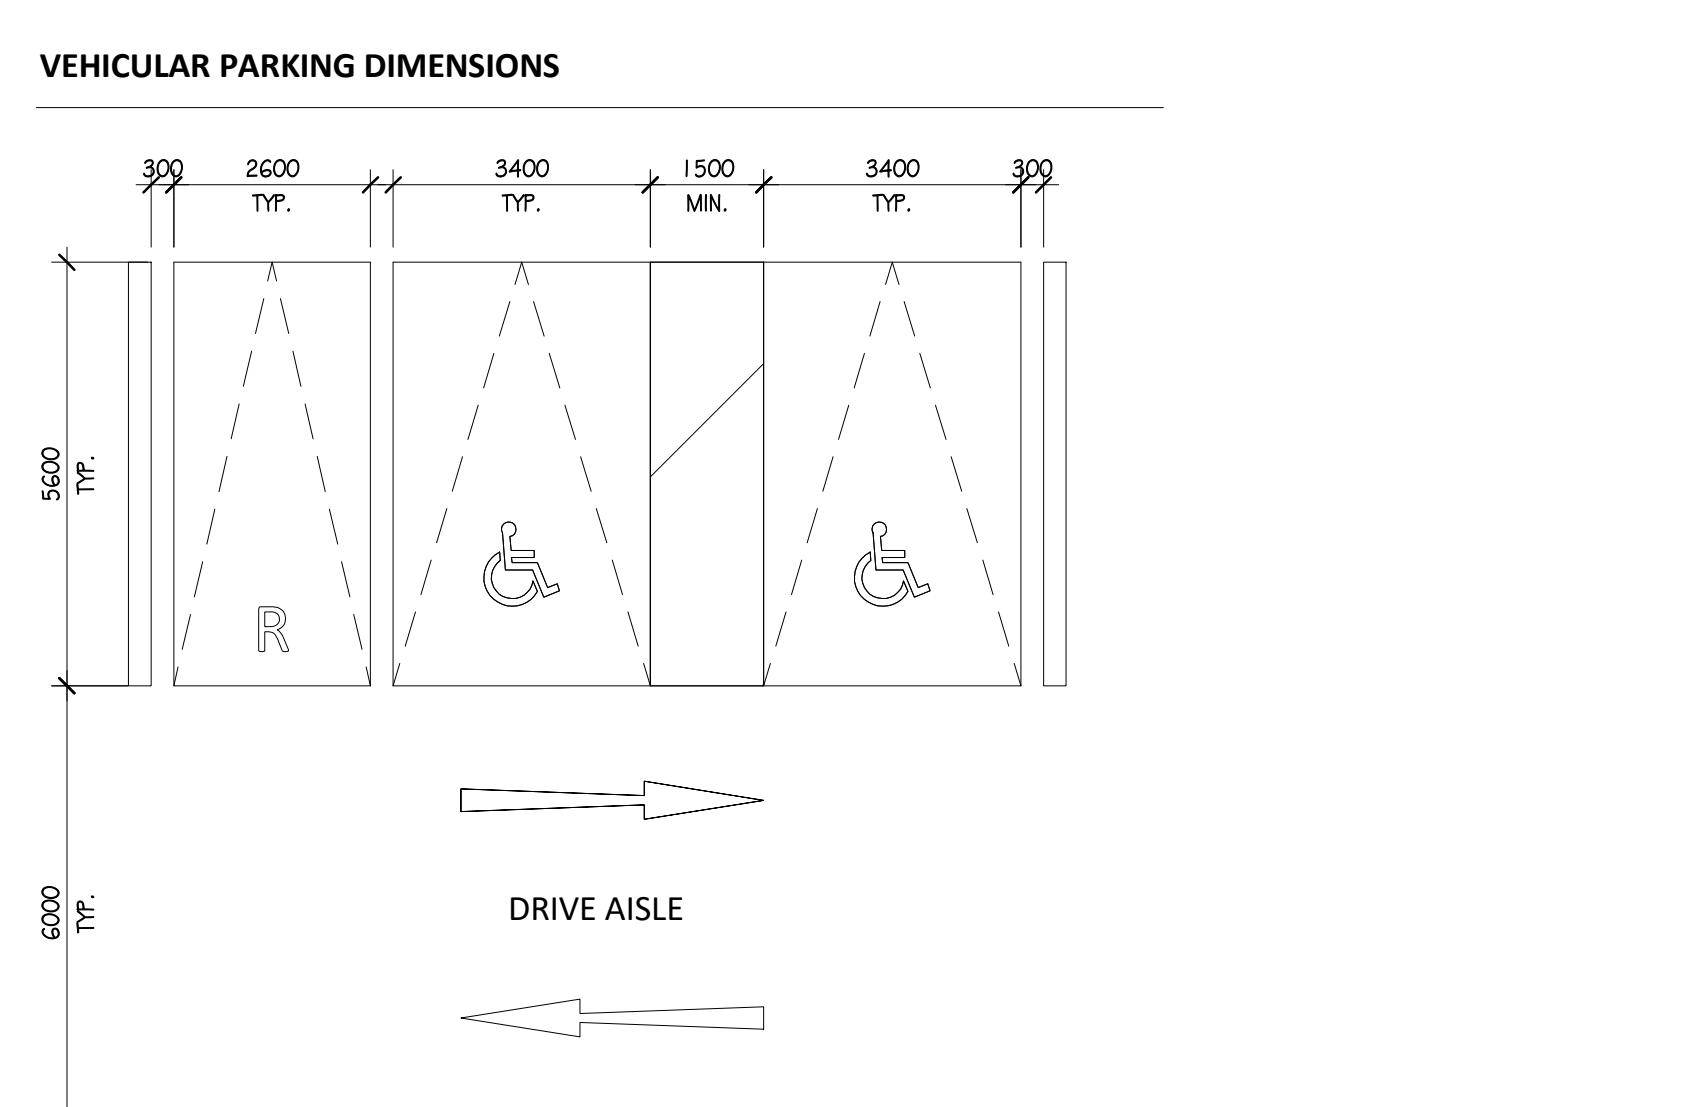 VEHICULAR PARKING DIMENSIONS
300 2600 3400 1500 3400 300
TYP. TYP. MIN. TYP.
5600
TYP.
R
6000
TYP.
DRIVE AISLE